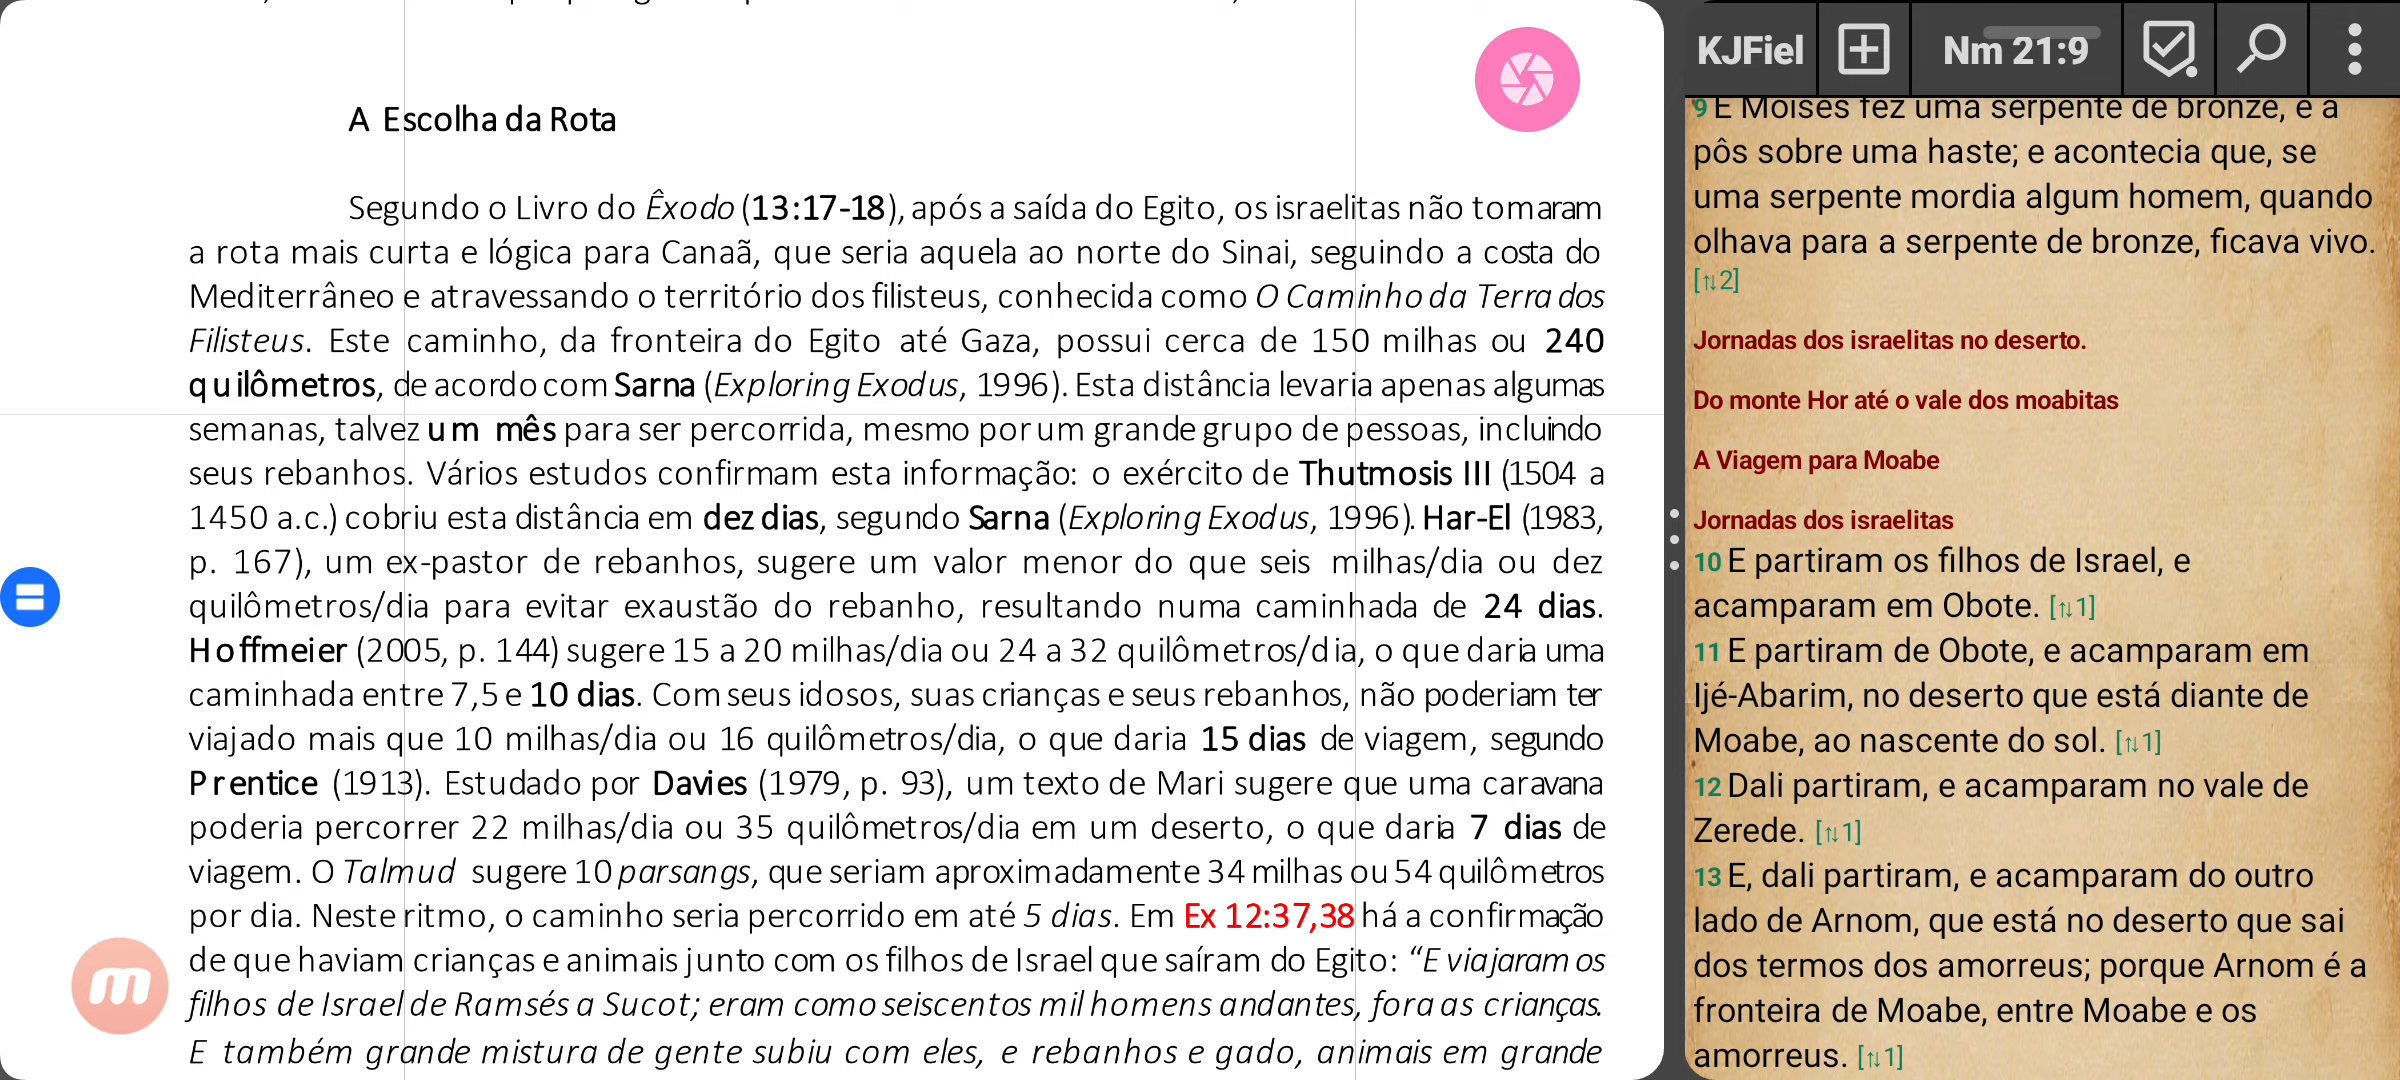 A Escolha da Rota
Segundo o Livro do Êxodo (13:17-18), após a saída do Egito, os israelitas não tomaram
a rota mais curta e lógica para Canaã, que seria aquela ao norte do Sinai, seguindo a costa do
Mediterrâneo e atravessando o território dos filisteus, conhecida como O Caminho da Terra dos
Filisteus. Este caminho, da fronteira do Egito até Gaza, possui cerca de 150 milhas ou 240
quilômetros, de acordo com Sarna (Exploring Exodus, 1996). Esta distância levaria apenas algumas
semanas, talvez um mês para ser percorrida, mesmo por um grande grupo de pessoas, incluindo
seus rebanhos. Vários estudos confirmam esta informação: o exército de Thutmosis III (1504 a
1450 a.c.) cobriu esta distância em dez dias, segundo Sarna (Exploring Exodus, 1996). Har-El (1983,
p. 167), um ex-pastor de rebanhos, sugere um valor menor do que seis milhas/dia ou dez
quilômetros/dia para evitar exaustão do rebanho, resultando numa caminhada de 24 dias.
Hoffmeier (2005, p. 144) sugere 15 a 20 milhas/dia ou 24 a 32 quilômetros/dia, o que daria uma
caminhada entre 7,5 e 10 dias. Com seus idosos, suas crianças e seus rebanhos, não poderiam ter
viajado mais que 10 milhas/dia ou 16 quilômetros/dia, o que daria 15 dias de viagem, segundo
Prentice (1913). Estudado por Davies (1979, p. 93), um texto de Mari sugere que uma caravana
poderia percorrer 22 milhas/dia ou 35 quilômetros/dia em um deserto, o que daria 7 dias de
viagem. O Talmud sugere 10 parsangs, que seriam aproximadamente 34 milhas ou 54 quilômetros
por dia. Neste ritmo, o caminho seria percorrido em até 5 dias. Em Ex 12:37,38 há a confirmação
de que haviam crianças e animais junto com os filhos de Israel que saíram do Egito: “E viajaram os
filhos de Israel de Ramsés a Sucot; eram como seiscentos mil homens andantes, fora as crianças.
E também grande mistura de gente subiu com eles, e rebanhos e gado, animais em grande
m
KJFiel
Nm 21:9
9 E Moisés fez uma serpente de bronze, e a
pôs sobre uma haste; e acontecia que, se
uma serpente mordia algum homem, quando
olhava para a serpente de bronze, ficava vivo.
[↑↓2]
Jornadas dos israelitas no deserto.
Do monte Hor até o vale dos moabitas
A Viagem para Moabe
Jornadas dos israelitas
10 E partiram os filhos de Israel, e
acamparam em Obote. [↑↓1]
11 E partiram de Obote, e acamparam em
Ijé-Abarim, no deserto que está diante de
Moabe, ao nascente do sol. [↑↓1]
12 Dali partiram, e acamparam no vale de
Zerede. [↑↓1]
13 E, dali partiram, e acamparam do outro
lado de Arnom, que está no deserto que sai
dos termos dos amorreus; porque Arnom é a
fronteira de Moabe, entre Moabe e os
amorreus. [↑↓1]